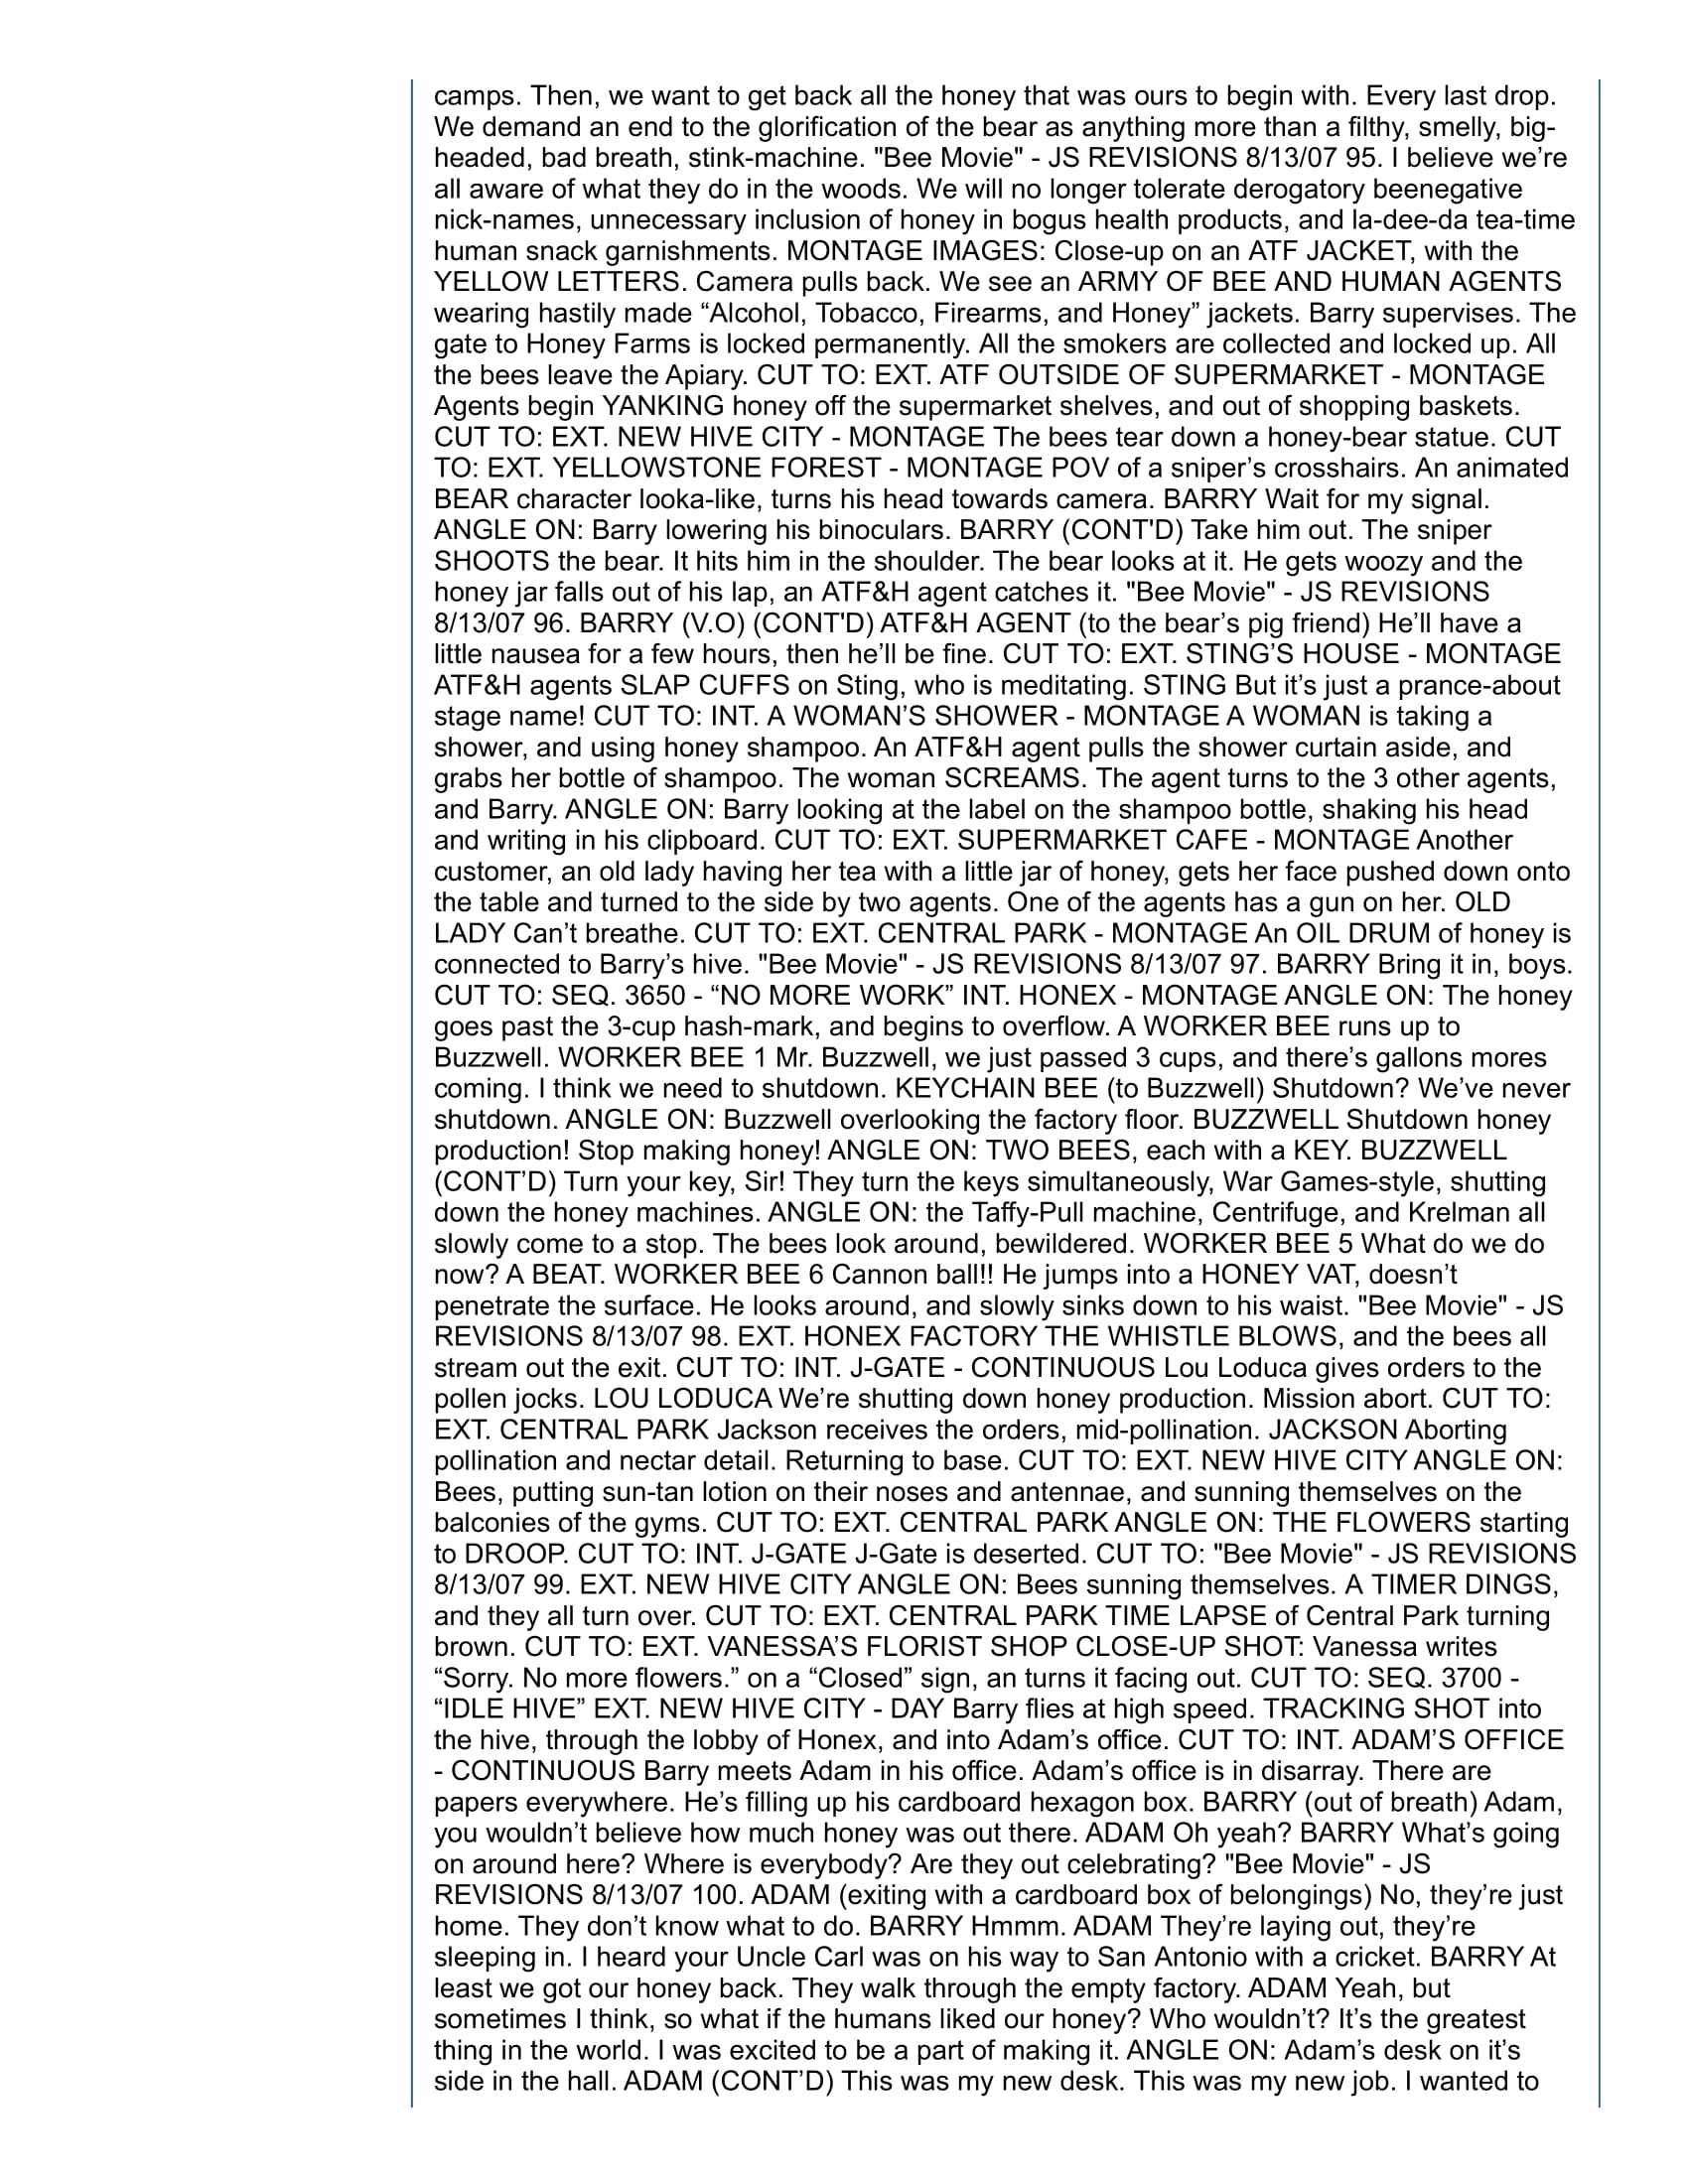 camps. Then, we want to get back all the honey that was ours to begin with. Every last drop.
We demand an end to the glorification of the bear as anything more than a filthy, smelly, big-
headed, bad breath, stink-machine. "Bee Movie" - JS REVISIONS 8/13/07 95. I believe we’re
all aware of what they do in the woods. We will no longer tolerate derogatory beenegative
nick-names, unnecessary inclusion of honey in bogus health products, and la-dee-da tea-time
human snack garnishments. MONTAGE IMAGES: Close-up on an ATF JACKET, with the
YELLOW LETTERS. Camera pulls back. We see an ARMY OF BEE AND HUMAN AGENTS
wearing hastily made “Alcohol, Tobacco, Firearms, and Honey” jackets. Barry supervises. The
gate to Honey Farms is locked permanently. All the smokers are collected and locked up. All
the bees leave the Apiary. CUT TO: EXT. ATF OUTSIDE OF SUPERMARKET - MONTAGE
Agents begin YANKING honey off the supermarket shelves, and out of shopping baskets.
CUT TO: EXT. NEW HIVE CITY - MONTAGE The bees tear down a honey-bear statue. CUT
TO: EXT. YELLOWSTONE FOREST - MONTAGE POV of a sniper’s crosshairs. An animated
BEAR character looka-like, turns his head towards camera. BARRY Wait for my signal.
ANGLE ON: Barry lowering his binoculars. BARRY (CONT'D) Take him out. The sniper
SHOOTS the bear. It hits him in the shoulder. The bear looks at it. He gets woozy and the
honey jar falls out of his lap, an ATF&H agent catches it. "Bee Movie" - JS REVISIONS
8/13/07 96. BARRY (V.O) (CONT'D) ATF&H AGENT (to the bear’s pig friend) He’ll have a
little nausea for a few hours, then he’ll be fine. CUT TO: EXT. STING’S HOUSE - MONTAGE
ATF&H agents SLAP CUFFS on Sting, who is meditating. STING But it’s just a prance-about
stage name! CUT TO: INT. A WOMAN’S SHOWER - MONTAGE A WOMAN is taking a
shower, and using honey shampoo. An ATF&H agent pulls the shower curtain aside, and
grabs her bottle of shampoo. The woman SCREAMS. The agent turns to the 3 other agents,
and Barry. ANGLE ON: Barry looking at the label on the shampoo bottle, shaking his head
and writing in his clipboard. CUT TO: EXT. SUPERMARKET CAFE - MONTAGE Another
customer, an old lady having her tea with a little jar of honey, gets her face pushed down onto
the table and turned to the side by two agents. One of the agents has a gun on her. OLD
LADY Can’t breathe. CUT TO: EXT. CENTRAL PARK - MONTAGE An OIL DRUM of honey is
connected to Barry’s hive. "Bee Movie" - JS REVISIONS 8/13/07 97. BARRY Bring it in, boys.
CUT TO: SEQ. 3650 - “NO MORE WORK” INT. HONEX - MONTAGE ANGLE ON: The honey
goes past the 3-cup hash-mark, and begins to overflow. A WORKER BEE runs up to
Buzzwell. WORKER BEE 1 Mr. Buzzwell, we just passed 3 cups, and there’s gallons mores
coming. I think we need to shutdown. KEYCHAIN BEE (to Buzzwell) Shutdown? We’ve never
shutdown. ANGLE ON: Buzzwell overlooking the factory floor. BUZZWELL Shutdown honey
production! Stop making honey! ANGLE ON: TWO BEES, each with a KEY. BUZZWELL
(CONT’D) Turn your key, Sir! They turn the keys simultaneously, War Games-style, shutting
down the honey machines. ANGLE ON: the Taffy-Pull machine, Centrifuge, and Krelman all
slowly come to a stop. The bees look around, bewildered. WORKER BEE 5 What do we do
now? A BEAT. WORKER BEE 6 Cannon ball!! He jumps into a HONEY VAT, doesn’t
penetrate the surface. He looks around, and slowly sinks down to his waist. "Bee Movie" - JS
REVISIONS 8/13/07 98. EXT. HONEX FACTORY THE WHISTLE BLOWS, and the bees all
stream out the exit. CUT TO: INT. J-GATE - CONTINUOUS Lou Loduca gives orders to the
pollen jocks. LOU LODUCA We’re shutting down honey production. Mission abort. CUT TO:
EXT. CENTRAL PARK Jackson receives the orders, mid-pollination. JACKSON Aborting
pollination and nectar detail. Returning to base. CUT TO: EXT. NEW HIVE CITY ANGLE ON:
Bees, putting sun-tan lotion on their noses and antennae, and sunning themselves on the
balconies of the gyms. CUT TO: EXT. CENTRAL PARK ANGLE ON: THE FLOWERS starting
to DROOP. CUT TO: INT. J-GATE J-Gate is deserted. CUT TO: "Bee Movie" - JS REVISIONS
8/13/07 99. EXT. NEW HIVE CITY ANGLE ON: Bees sunning themselves. A TIMER DINGS,
and they all turn over. CUT TO: EXT. CENTRAL PARK TIME LAPSE of Central Park turning
brown. CUT TO: EXT. VANESSA’S FLORIST SHOP CLOSE-UP SHOT: Vanessa writes
“Sorry. No more flowers.” on a “Closed” sign, an turns it facing out. CUT TO: SEQ. 3700 -
“IDLE HIVE” EXT. NEW HIVE CITY - DAY Barry flies at high speed. TRACKING SHOT into
the hive, through the lobby of Honex, and into Adam’s office. CUT TO: INT. ADAM’S OFFICE
- CONTINUOUS Barry meets Adam in his office. Adam’s office is in disarray. There are
papers everywhere. He’s filling up his cardboard hexagon box. BARRY (out of breath) Adam,
you wouldn’t believe how much honey was out there. ADAM Oh yeah? BARRY What’s going
on around here? Where is everybody? Are they out celebrating? "Bee Movie" - JS
REVISIONS 8/13/07 100. ADAM (exiting with a cardboard box of belongings) No, they’re just
home. They don’t know what to do. BARRY Hmmm. ADAM They’re laying out, they’re
sleeping in. I heard your Uncle Carl was on his way to San Antonio with a cricket. BARRY At
least we got our honey back. They walk through the empty factory. ADAM Yeah, but
sometimes I think, so what if the humans liked our honey? Who wouldn’t? It’s the greatest
thing in the world. I was excited to be a part of making it. ANGLE ON: Adam’s desk on it’s
side in the hall. ADAM (CONT’D) This was my new desk. This was my new job. I wanted to